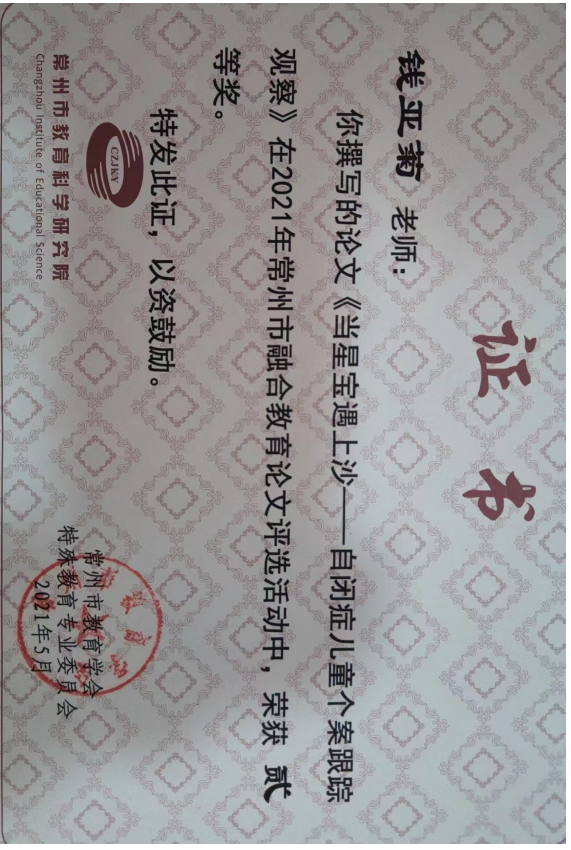 证书
钱亚菊 老师:
你撰写的论文《当星宝遇上沙——自闭症儿童个案跟踪
观察》在2021年常州市融合教育论文评选活动中,荣获 贰
等奖。
特发此证,以资鼓励。
CZJKY
常州市教育科学研究院
Changzhou Institute of Educational Science
常州市教育学会
特殊教育专业委员会
2021年5月